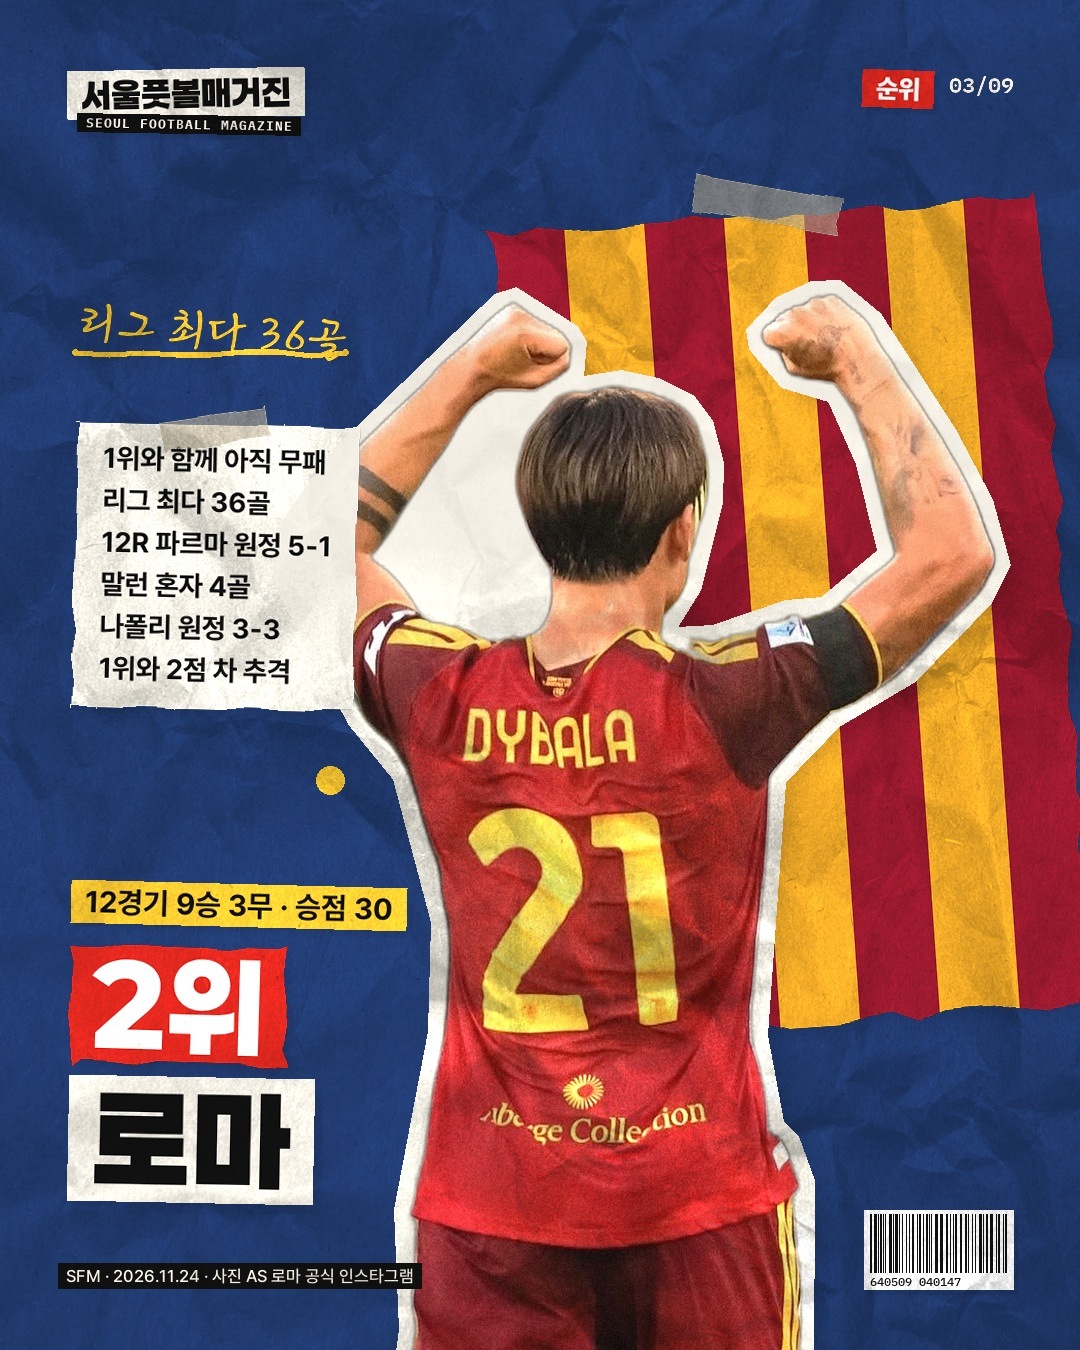 서울풋볼매거진
SEOUL FOOTBALL MAGAZINE
순위 03/09
리그 최다 36골
1위와 함께 아직 무패
리그 최다 36골
12R 파르마 원정 5-1
말런 혼자 4골
나폴리 원정 3-3
1위와 2점 차 추격
DYBALA
21
Collection
12경기 9승 3무 · 승점 30
2위
로마
SFM · 2026.11.24 · 사진 AS 로마 공식 인스타그램
640509 040147